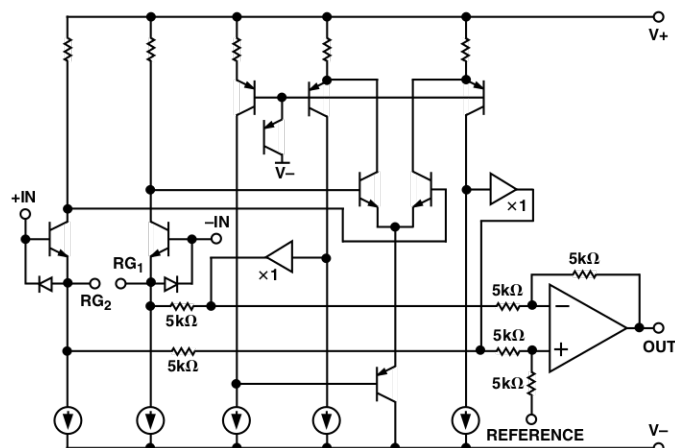 V+
V–
+IN
–IN
×1
RG1
RG2
×1
5kΩ
5kΩ
5kΩ
5kΩ
5kΩ
5kΩ
–
+
OUT
REFERENCE
V–